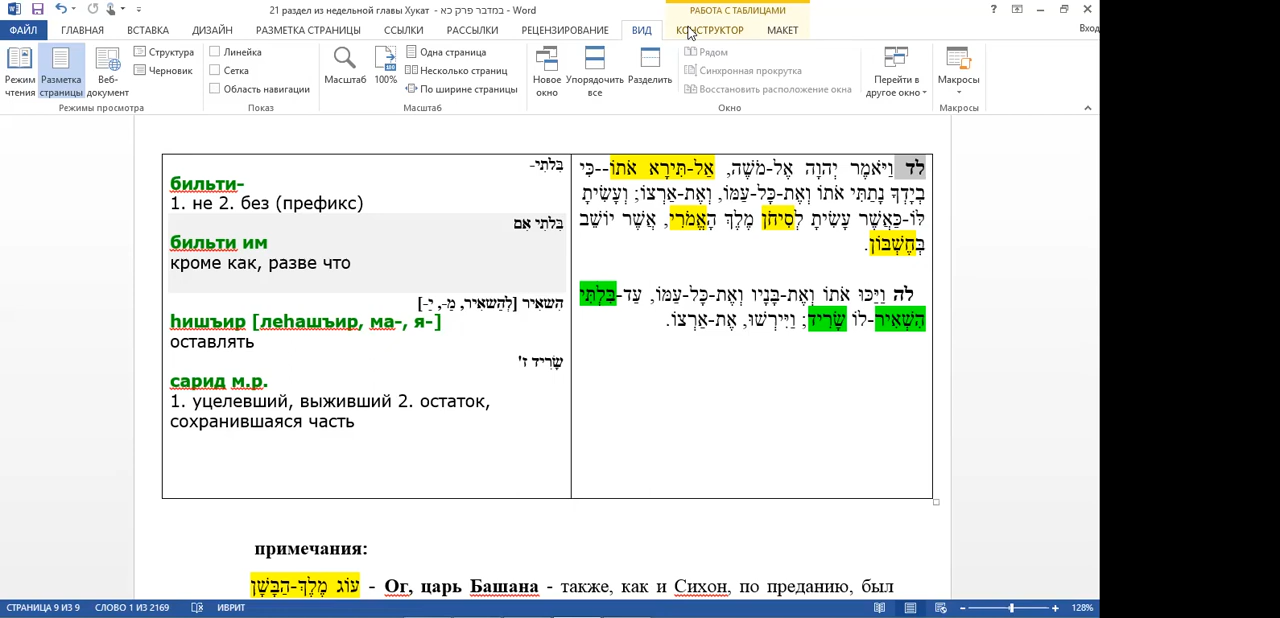 21 раздел из недельной главы Хукат - במדבר פרק כא - Word
РАБОТА С ТАБЛИЦАМИ
ФАЙЛ ГЛАВНАЯ ВСТАВКА ДИЗАЙН РАЗМЕТКА СТРАНИЦЫ ССЫЛКИ РАССЫЛКИ РЕЦЕНЗИРОВАНИЕ ВИД КОНСТРУКТОР МАКЕТ Вход
Режим чтения
Разметка страницы
Веб-документ
Структура
Черновик
Режимы просмотра
Линейка
Сетка
Область навигации
Показ
Масштаб
100%
Одна страница
Несколько страниц
По ширине страницы
Масштаб
Новое окно
Упорядочить все
Разделить
Рядом
Синхронная прокрутка
Восстановить расположение окна
Перейти в другое окно
Окно
Макросы
Макросы
בִּלְתִּי-
бильти-
1. не 2. без (префикс)
בִּלְתִּי אִם
бильти им
кроме как, разве что
הִשאִיר [לְהַשאִיר, מַ-, יַ-]
hишъир [леhашъир, ма-, я-]
оставлять
שָׂרִיד ז'
сарид м.р.
1. уцелевший, выживший 2. остаток,
сохранившаяся часть
לד וַיֹּאמֶר יְהוָה אֶל-מֹשֶׁה, אַל-תִּירָא אֹתוֹ--כִּי
בְיָדְךָ נָתַתִּי אֹתוֹ וְאֶת-כָּל-עַמּוֹ, וְאֶת-אַרְצוֹ; וְעָשִׂיתָ
לּוֹ-כַּאֲשֶׁר עָשִׂיתָ לְסִיחֹן מֶלֶךְ הָאֱמֹרִי, אֲשֶׁר יוֹשֵׁב
בְּחֶשְׁבּוֹן.
לה וַיַּכּוּ אֹתוֹ וְאֶת-בָּנָיו וְאֶת-כָּל-עַמּוֹ, עַד-בִּלְתִּי
הִשְׁאִיר-לוֹ שָׂרִיד; וַיִּירְשׁוּ, אֶת-אַרְצוֹ.
примечания:
עוֹג מֶלֶךְ-הַבָּשָׁן - Ог, царь Башана - также, как и Сихон, по преданию, был
СТРАНИЦА 9 ИЗ 9 СЛОВО 1 ИЗ 2169 ИВРИТ 128%